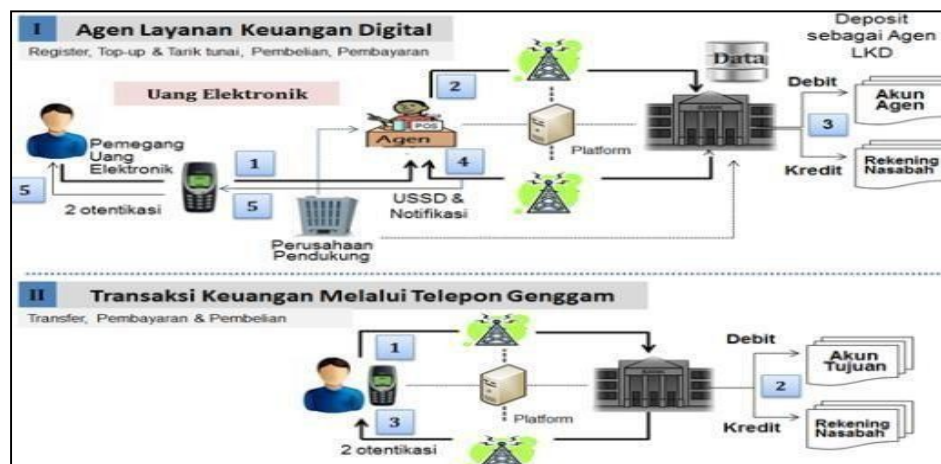 I Agen Layanan Keuangan Digital
Register, Top-up & Tarik tunai, Pembelian, Pembayaran
Deposit
sebagai Agen
LKD
Uang Elektronik
2
Data
Debit
Akun
Agen
POS
Agen
BANK
3
Pemegang
Uang
Elektronik
1
4
Platform
Kredit
Rekening
Nasabah
5
2 otentikasi
5
USSD &
Notifikasi
Perusahaan
Pendukung
II Transaksi Keuangan Melalui Telepon Genggam
Transfer, Pembayaran & Pembelian
1
Debit
Akun
Tujuan
BANK
2
3
Platform
Kredit
Rekening
Nasabah
2 otentikasi